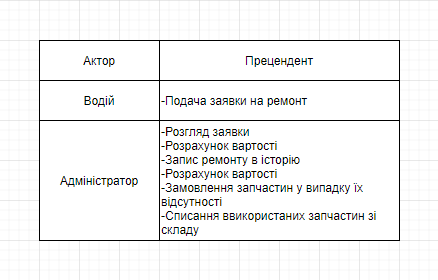 Актор
Прецендент
Водій
-Подача заявки на ремонт
Адміністратор
-Розгляд заявки
-Розрахунок вартості
-Запис ремонту в історію
-Розрахунок вартості
-Замовлення запчастин у випадку їх
відсутності
-Списання ввикористаних запчастин зі
складу